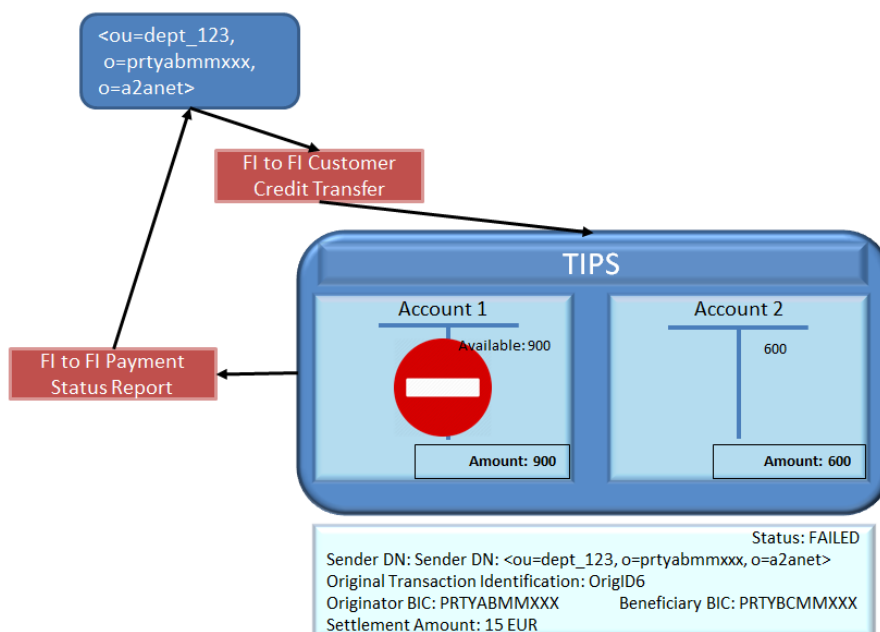 <ou=dept_123,
o=prtyabmmxxx,
o=a2anet>
FI to FI Customer
Credit Transfer
TIPS
Account 1
Available: 900
Amount: 900
Account 2
600
Amount: 600
FI to FI Payment
Status Report
Status: FAILED
Sender DN: Sender DN: <ou=dept_123, o=prtyabmmxxx, o=a2anet>
Original Transaction Identification: OrigID6
Originator BIC: PRTYABMMXXX Beneficiary BIC: PRTYBCMMXXX
Settlement Amount: 15 EUR